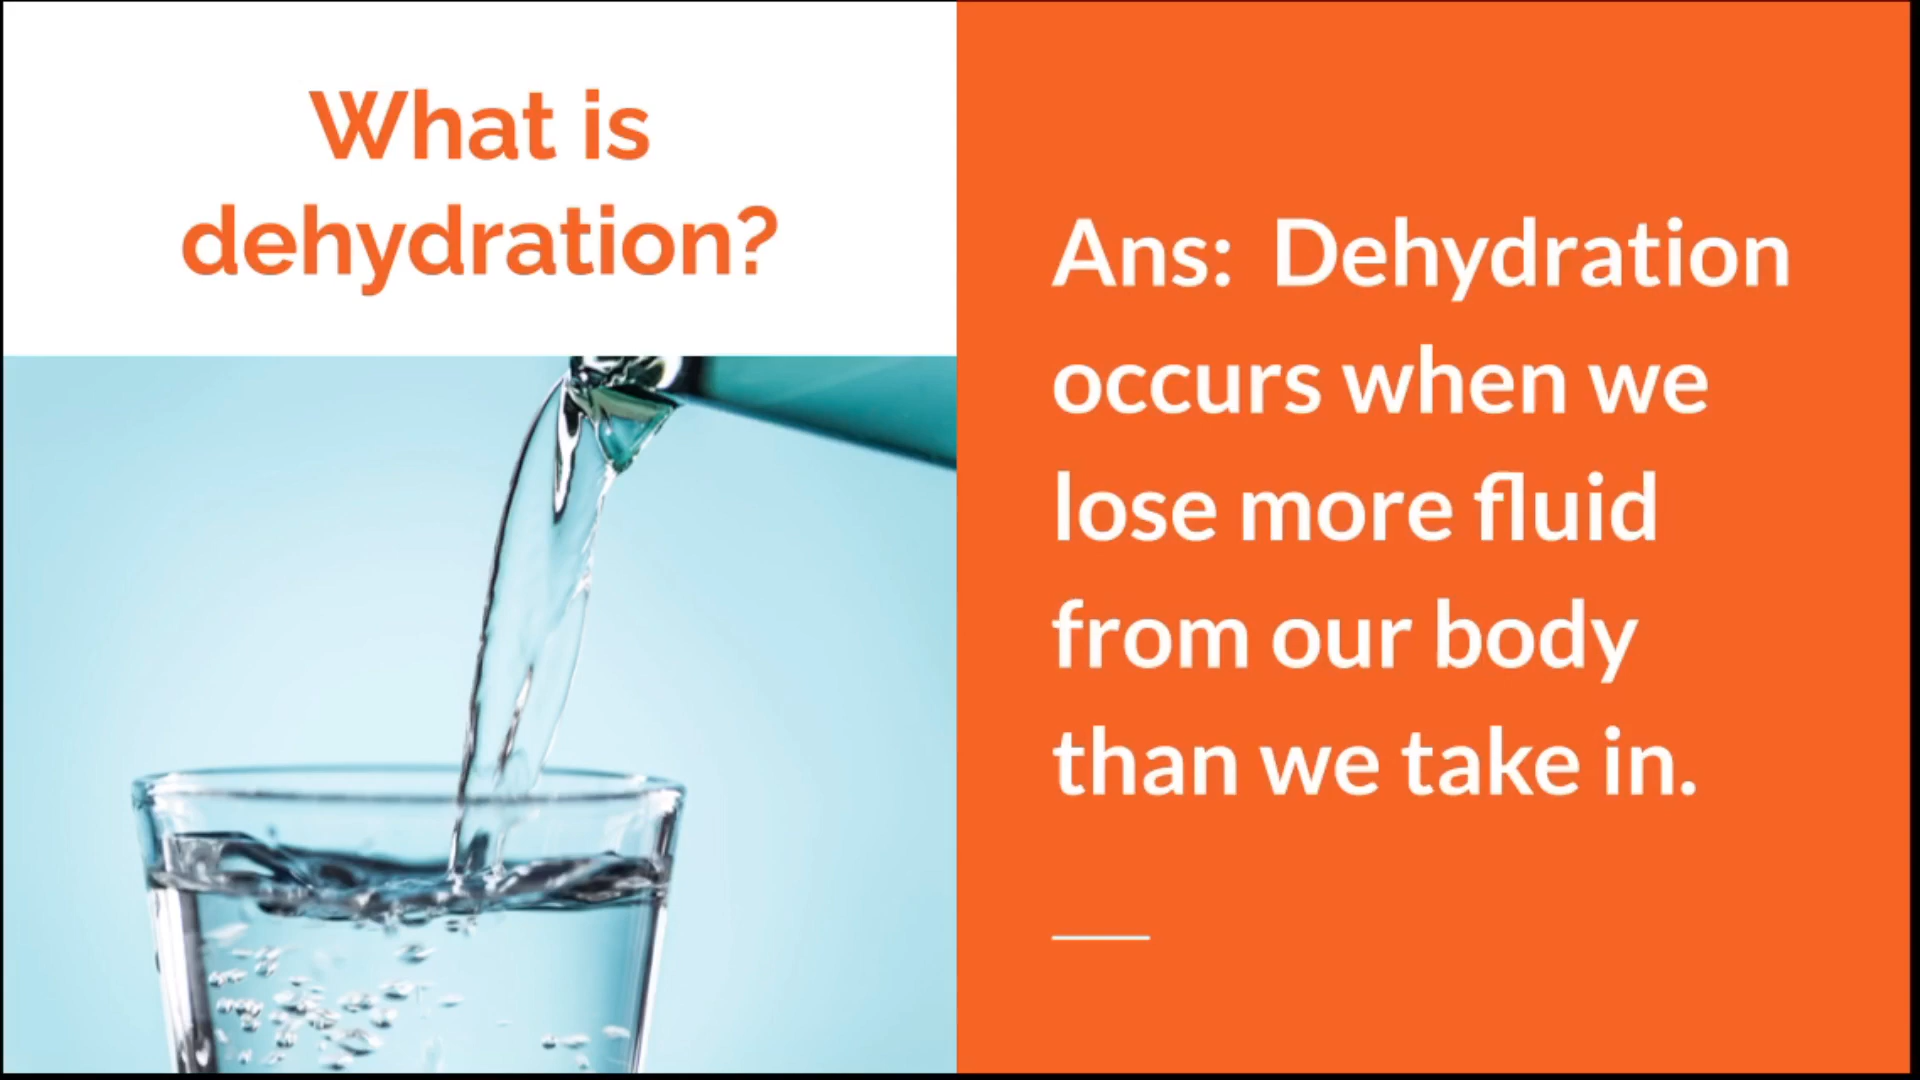 What is
dehydration?
Ans:  Dehydration
occurs when we
lose more fluid
from our body
than we take in.